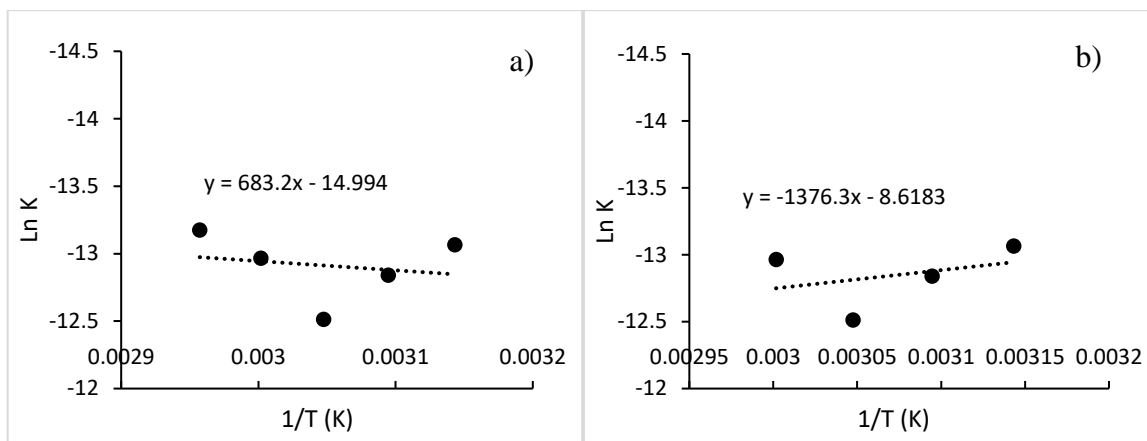 a)
-14.5
-14
-13.5
-13
-12.5
-12
Ln K
y = 683.2x - 14.994
0.0029 0.003 0.0031 0.0032
1/T (K)
b)
-14.5
-14
-13.5
-13
-12.5
-12
Ln K
y = -1376.3x - 8.6183
0.00295 0.003 0.00305 0.0031 0.00315 0.0032
1/T (K)